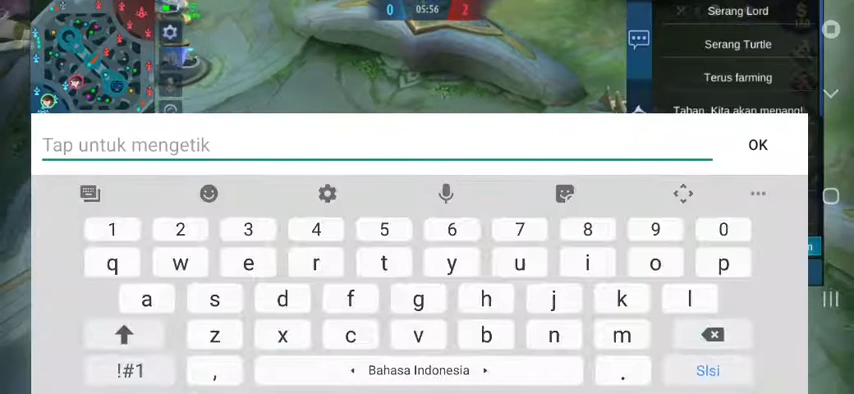 0 05:56 2
Serang Lord
Serang Turtle
Terus farming
Tahan, Kita akan menang!
Tap untuk mengetik
OK
1 2 3 4 5 6 7 8 9 0
q w e r t y u i o p
a s d f g h j k l
z x c v b n m
!#1 , Bahasa Indonesia . SIsi